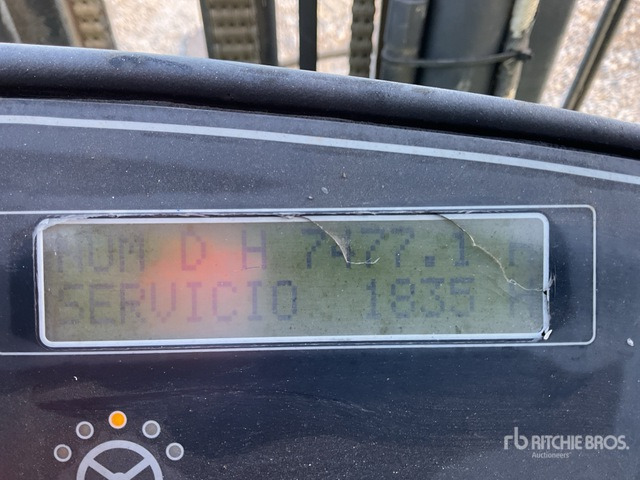 NUM D H 7477.1 H
SERVICIO 1835 H
rb RITCHIE BROS.
Auctioneers